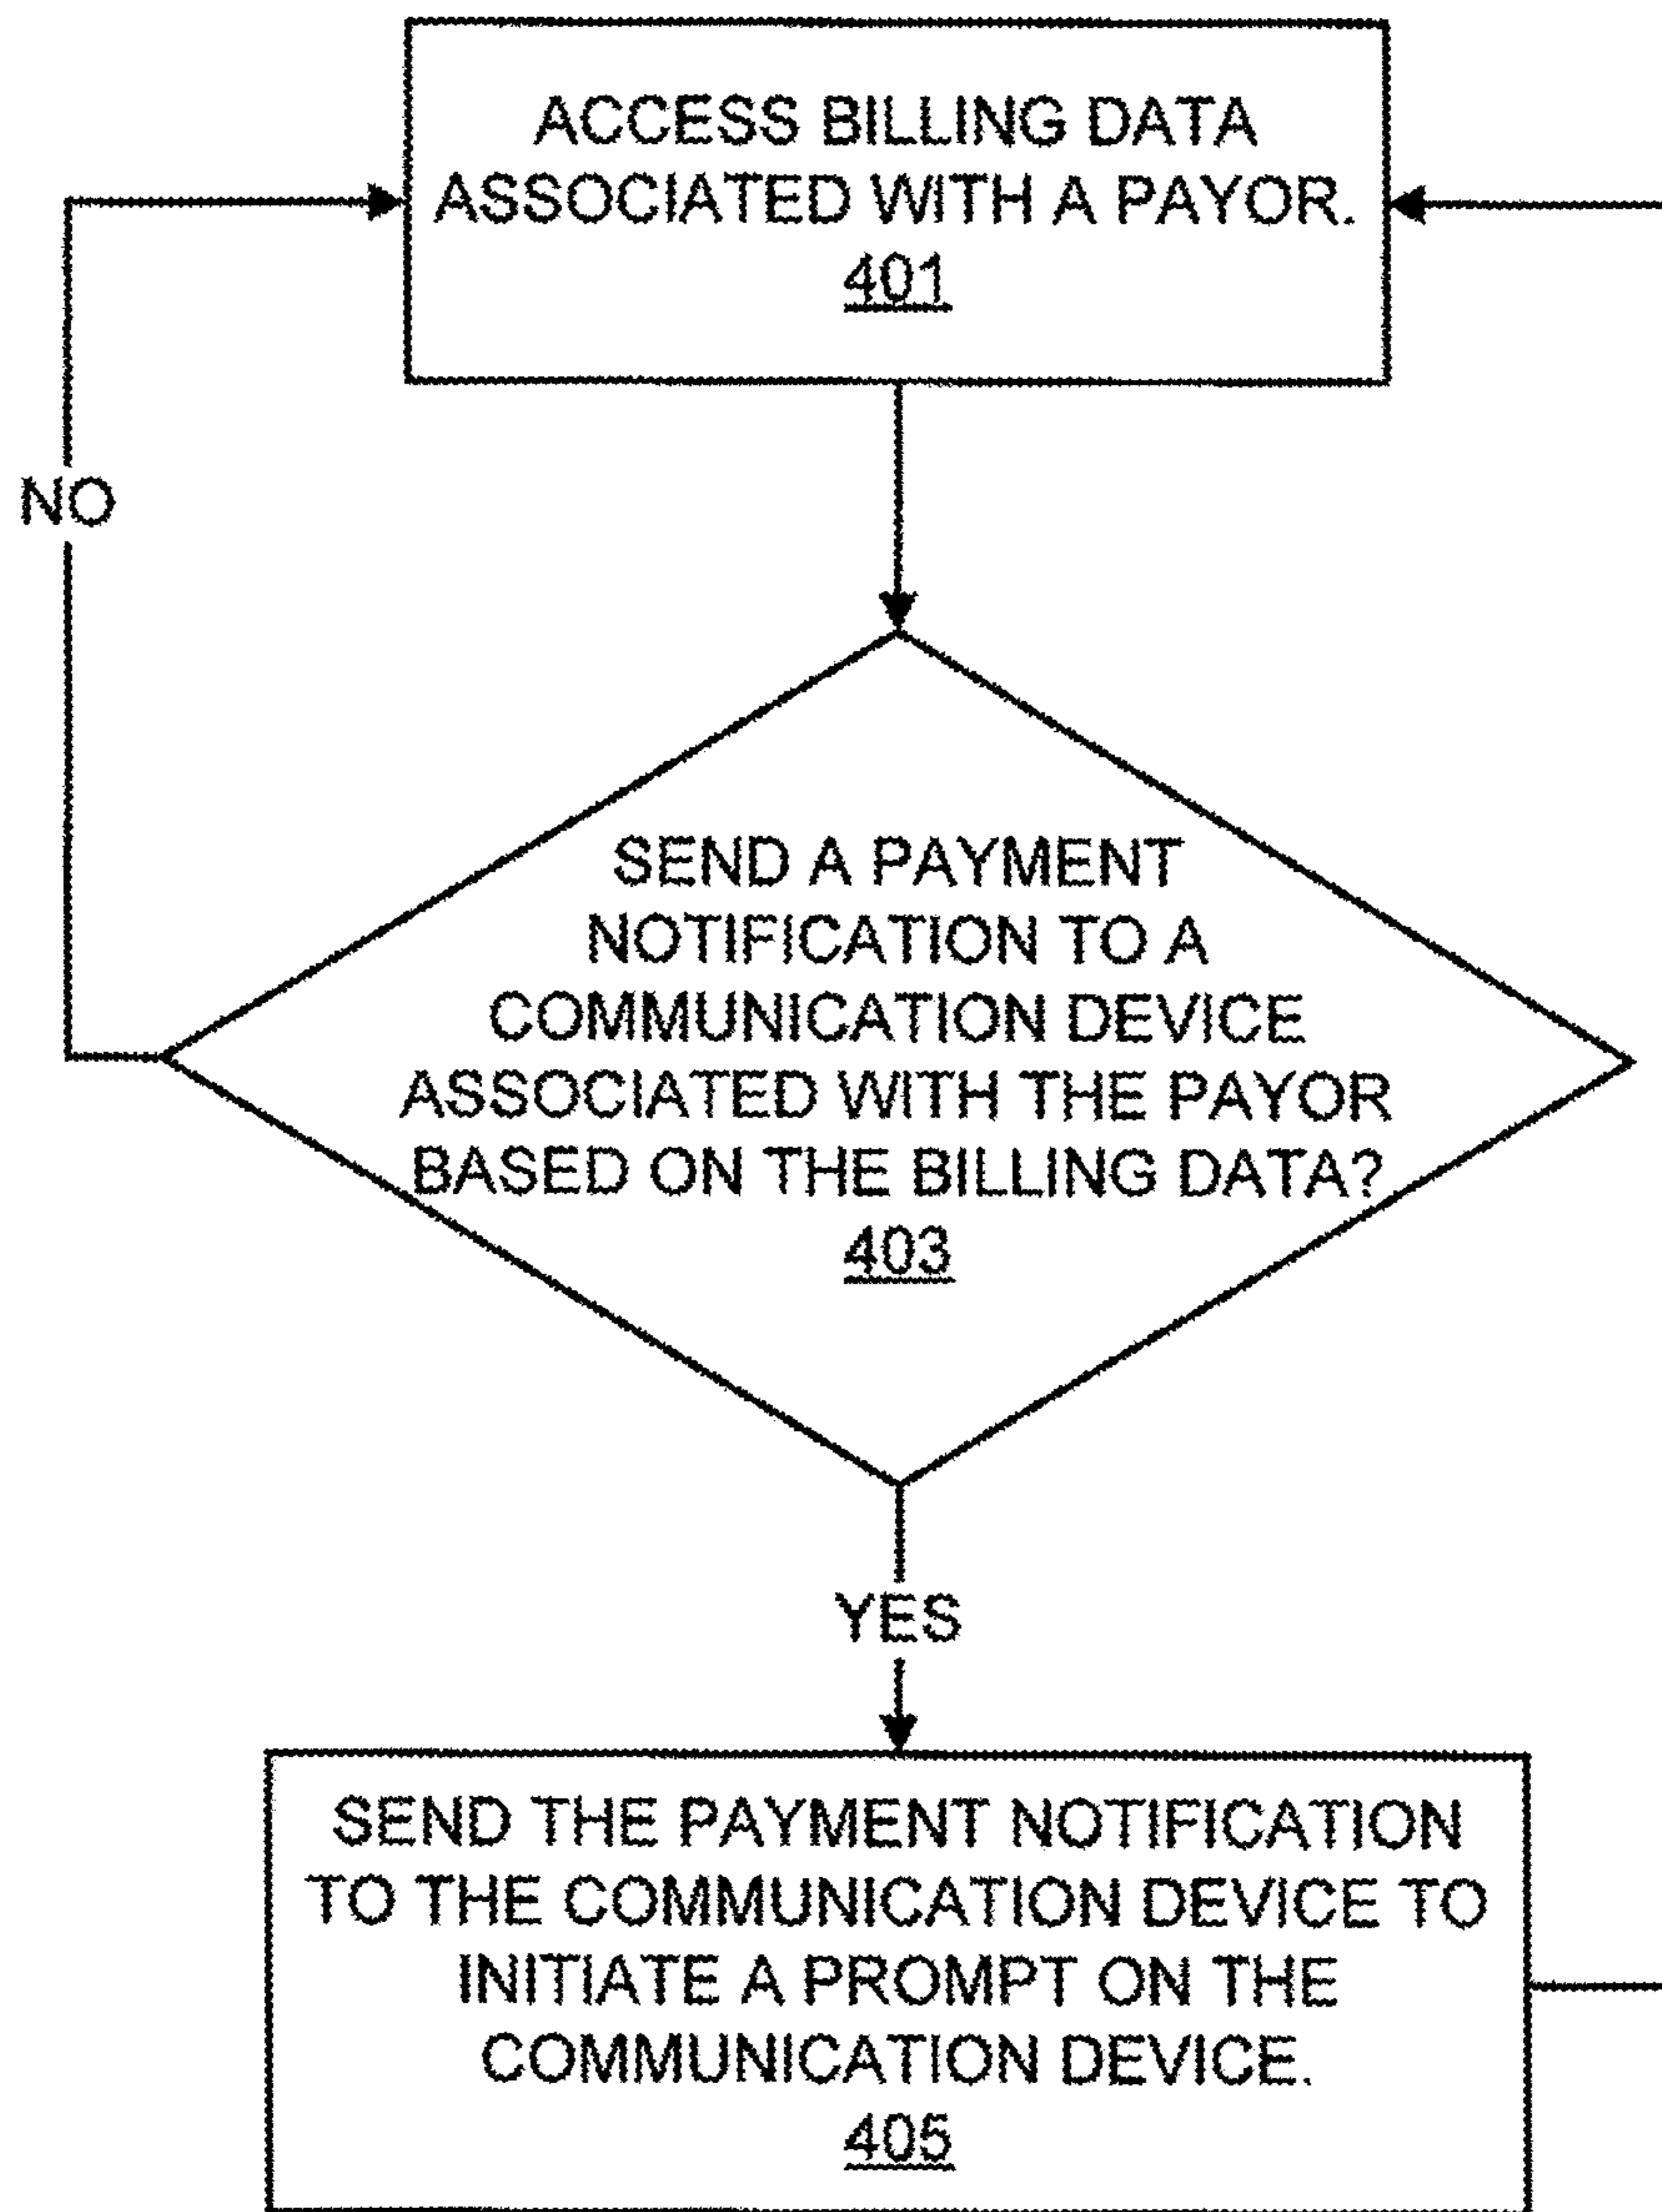 ACCESS BILLING DATA
ASSOCIATED WITH A PAYOR.
401
NO
SEND A PAYMENT
NOTIFICATION TO A
COMMUNICATION DEVICE
ASSOCIATED WITH THE PAYOR
BASED ON THE BILLING DATA?
403
YES
SEND THE PAYMENT NOTIFICATION
TO THE COMMUNICATION DEVICE TO
INITIATE A PROMPT ON THE
COMMUNICATION DEVICE.
405